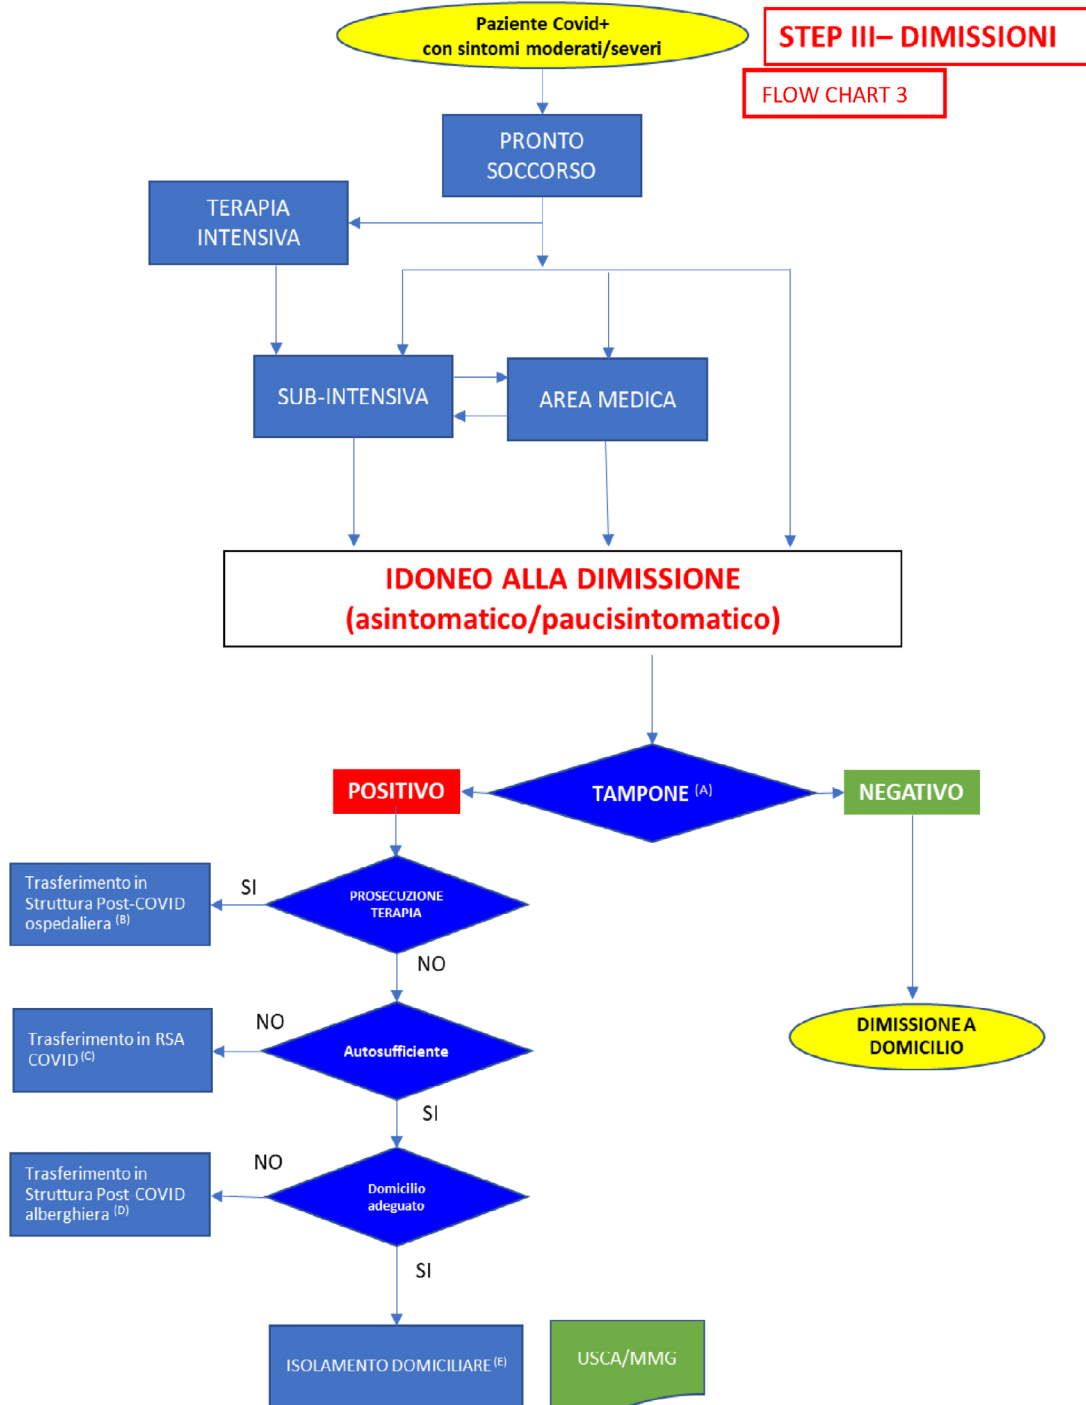 Paziente Covid+
con sintomi moderati/severi
STEP III– DIMISSIONI
FLOW CHART 3
PRONTO
SOCCORSO
TERAPIA
INTENSIVA
SUB-INTENSIVA
AREA MEDICA
IDONEO ALLA DIMISSIONE
(asintomatico/paucisintomatico)
POSITIVO
TAMPONE (A)
NEGATIVO
Trasferimento in
Struttura Post-COVID
ospedaliera (B)
SI
PROSECUZIONE
TERAPIA
NO
DIMISSIONE A
DOMICILIO
Trasferimento in RSA
COVID (C)
NO
Autosufficiente
SI
Trasferimento in
Struttura Post-COVID
alberghiera (D)
NO
Domicilio
adeguato
SI
ISOLAMENTO DOMICILIARE (E)
USCA/MMG